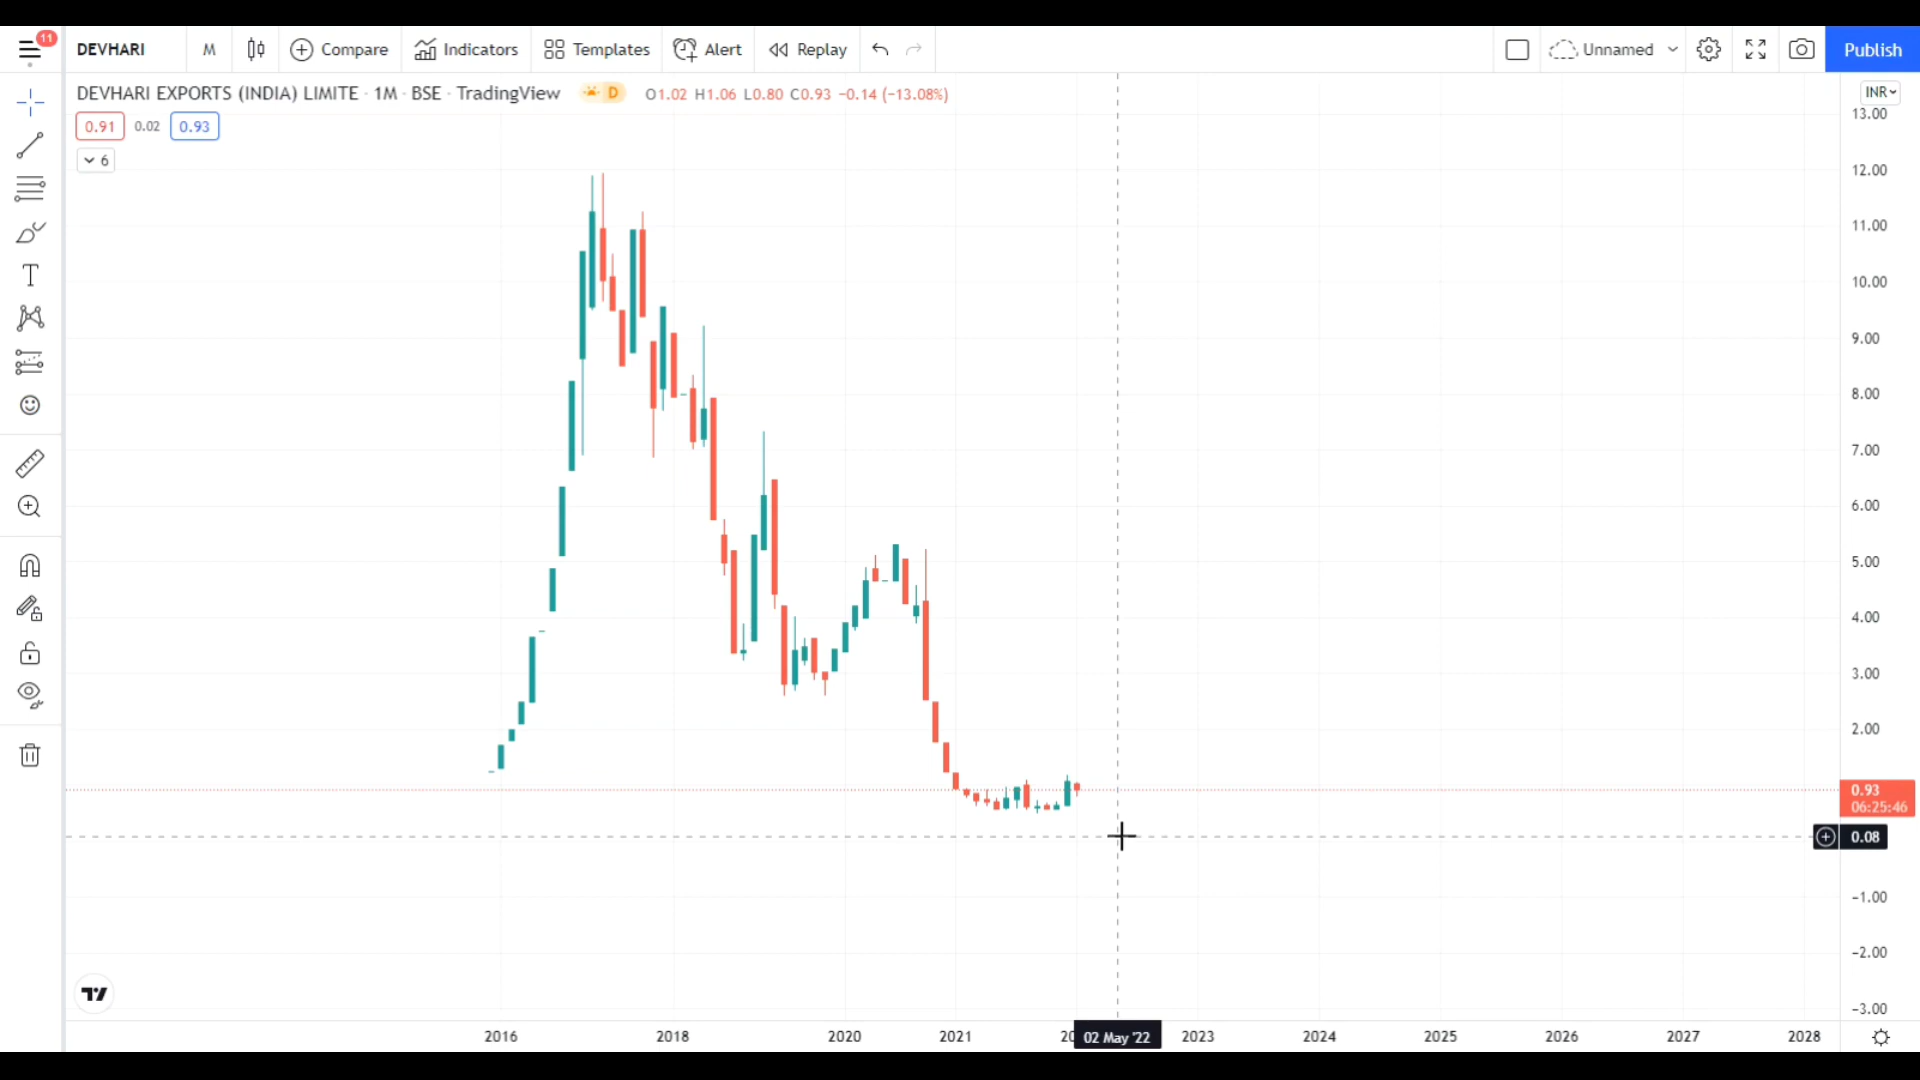 11
DEVHARI
M
Compare
Indicators
Templates
Alert
Replay
Unnamed
Publish
DEVHARI EXPORTS (INDIA) LIMITE · 1M · BSE · TradingView
D
O1.02 H1.06 L0.80 C0.93 −0.14 (−13.08%)
INR
0.91
0.02
0.93
6
13.00
12.00
11.00
10.00
9.00
8.00
7.00
6.00
5.00
4.00
3.00
2.00
0.93
06:25:46
0.08
−1.00
−2.00
−3.00
2016
2018
2020
2021
20
02 May '22
2023
2024
2025
2026
2027
2028